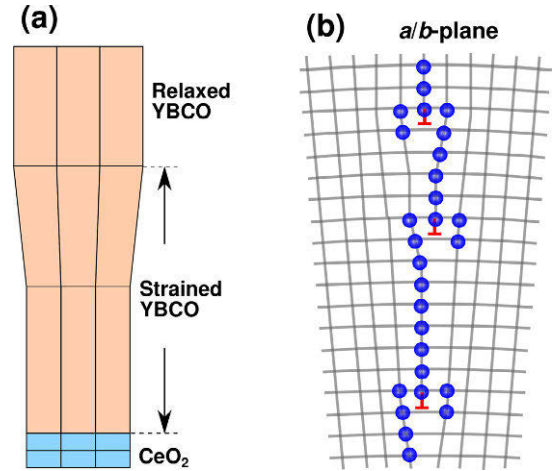 (a)
Relaxed
YBCO
Strained
YBCO
CeO₂
(b)
a/b-plane